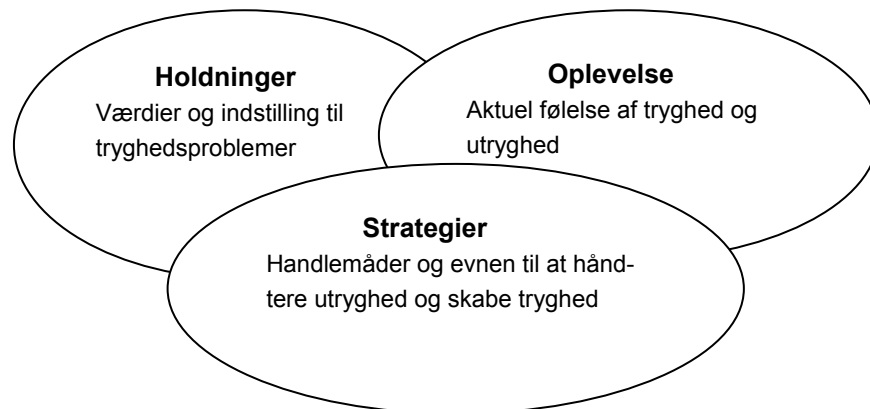 Holdninger
Værdier og indstilling til
tryghedsproblemer
Oplevelse
Aktuel følelse af tryghed og
utryghed
Strategier
Handlemåder og evnen til at hånd-
tere utryghed og skabe tryghed